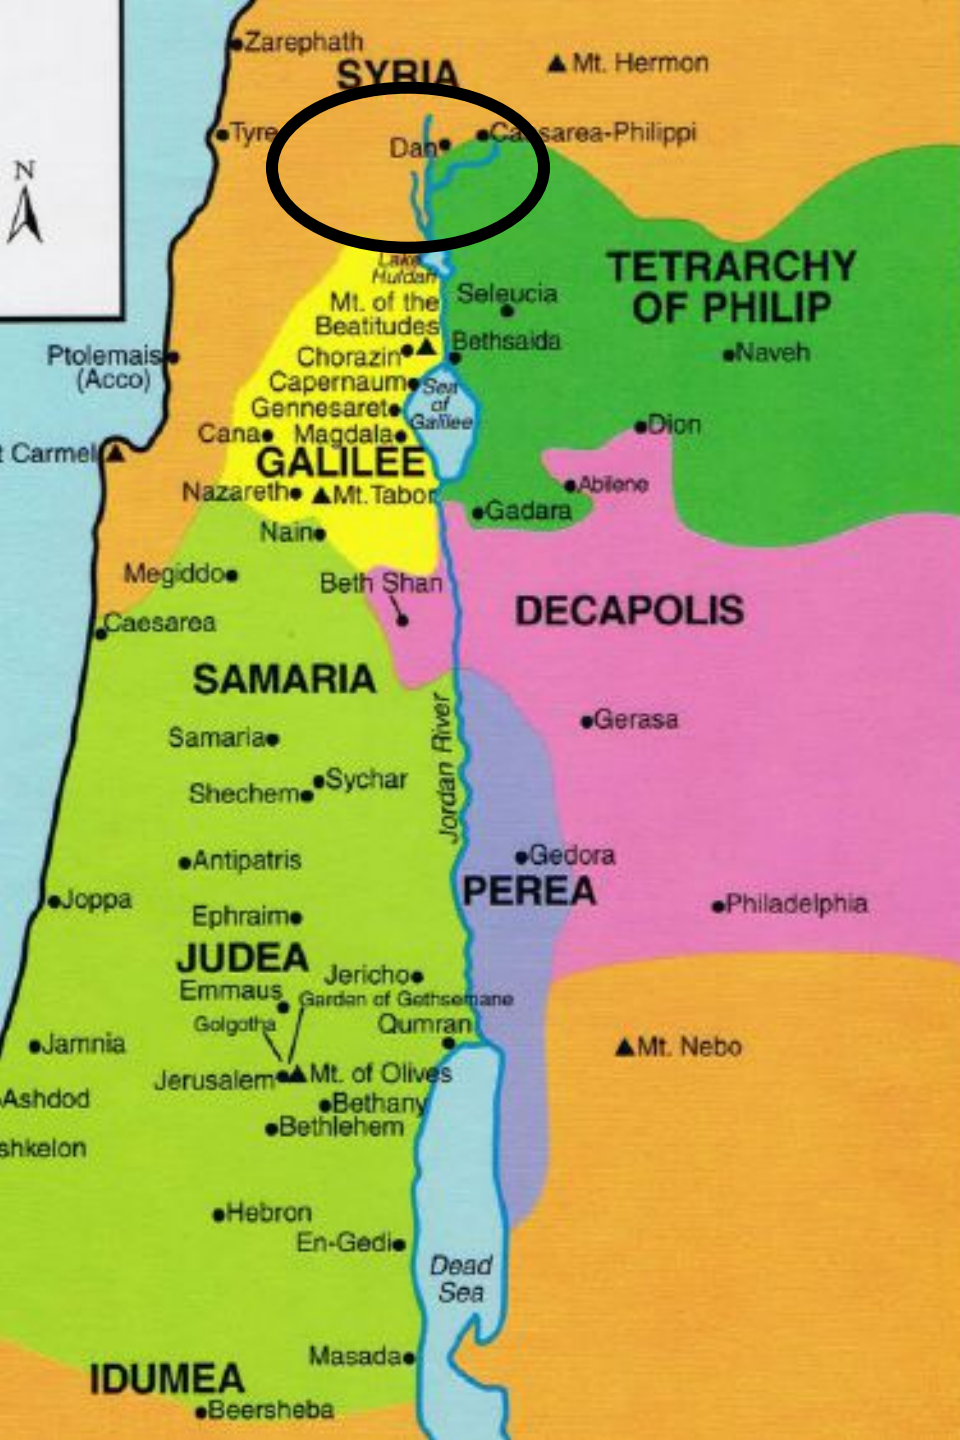 Zarephath
SYRIA
Mt. Hermon
Tyre
Dan
Caesarea-Philippi
N
Lake
Huldah
TETRARCHY
OF PHILIP
Mt. of the
Beatitudes
Seleucia
Bethsaida
Ptolemais
(Acco)
Chorazin
Naveh
Capernaum
Sea
of
Galilee
Gennesaret
Cana
Magdala
Dion
t Carmel
GALILEE
Nazareth
Mt.Tabor
Abilene
Gadara
Nain
Megiddo
Beth Shan
DECAPOLIS
Caesarea
SAMARIA
Jordan River
Gerasa
Samaria
Sychar
Shechem
Antipatris
Gedora
PEREA
Joppa
Philadelphia
Ephraim
JUDEA
Jericho
Emmaus
Garden of Gethsemane
Golgotha
Qumran
Jamnia
Mt. Nebo
Jerusalem
Mt. of Olives
Ashdod
Bethany
Bethlehem
shkelon
Hebron
En-Gedi
Dead
Sea
Masada
IDUMEA
Beersheba